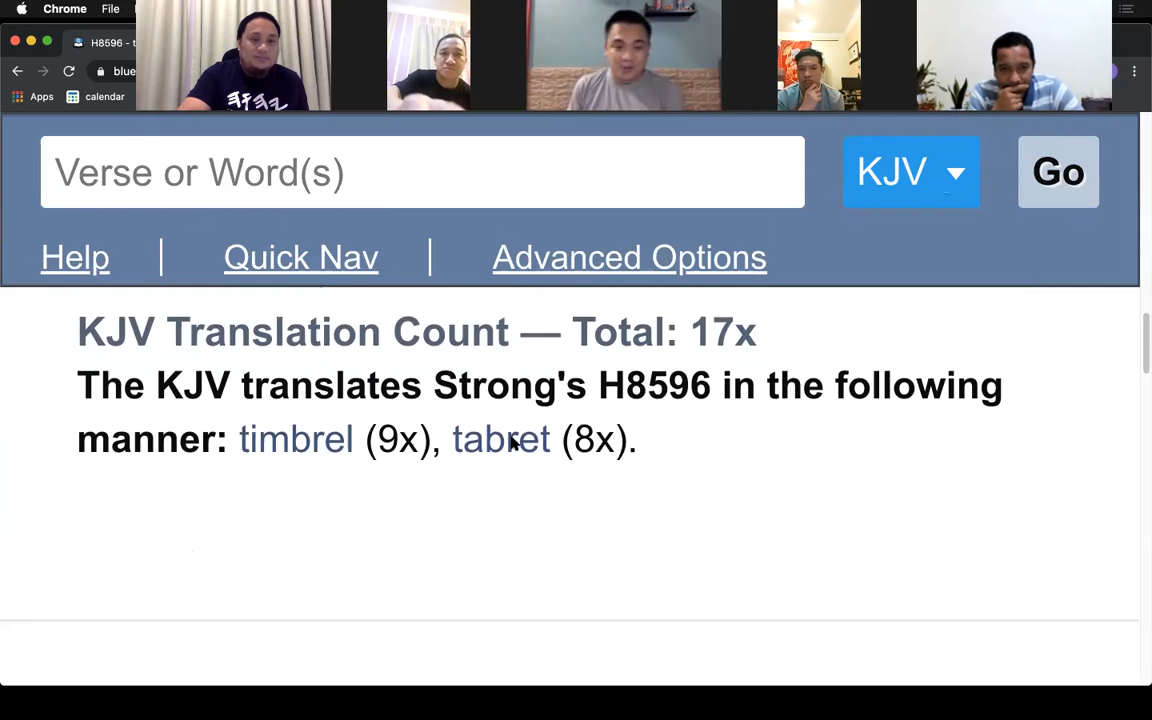 Chrome File
H8596 - t
blue
Apps calendar
Verse or Word(s)
KJV
Go
Help | Quick Nav | Advanced Options
KJV Translation Count — Total: 17x
The KJV translates Strong's H8596 in the following
manner: timbrel (9x), tabret (8x).